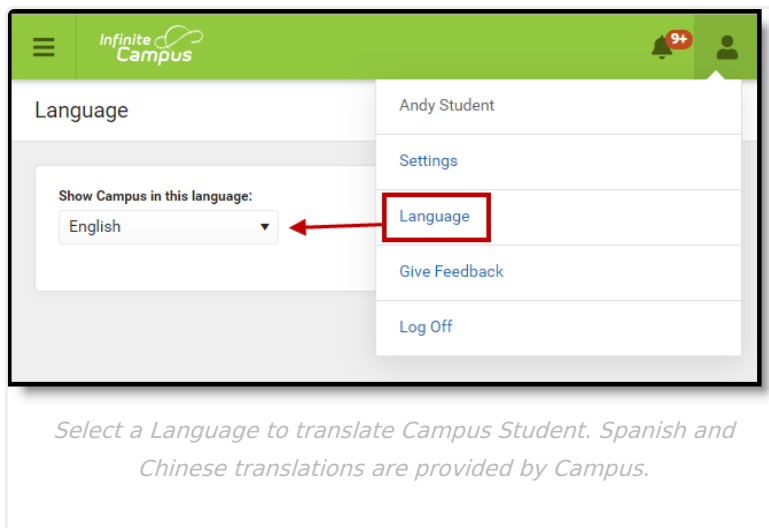 Infinite
Campus
9+
Language
Andy Student
Settings
Show Campus in this language:
English
Language
Give Feedback
Log Off
Select a Language to translate Campus Student. Spanish and
Chinese translations are provided by Campus.